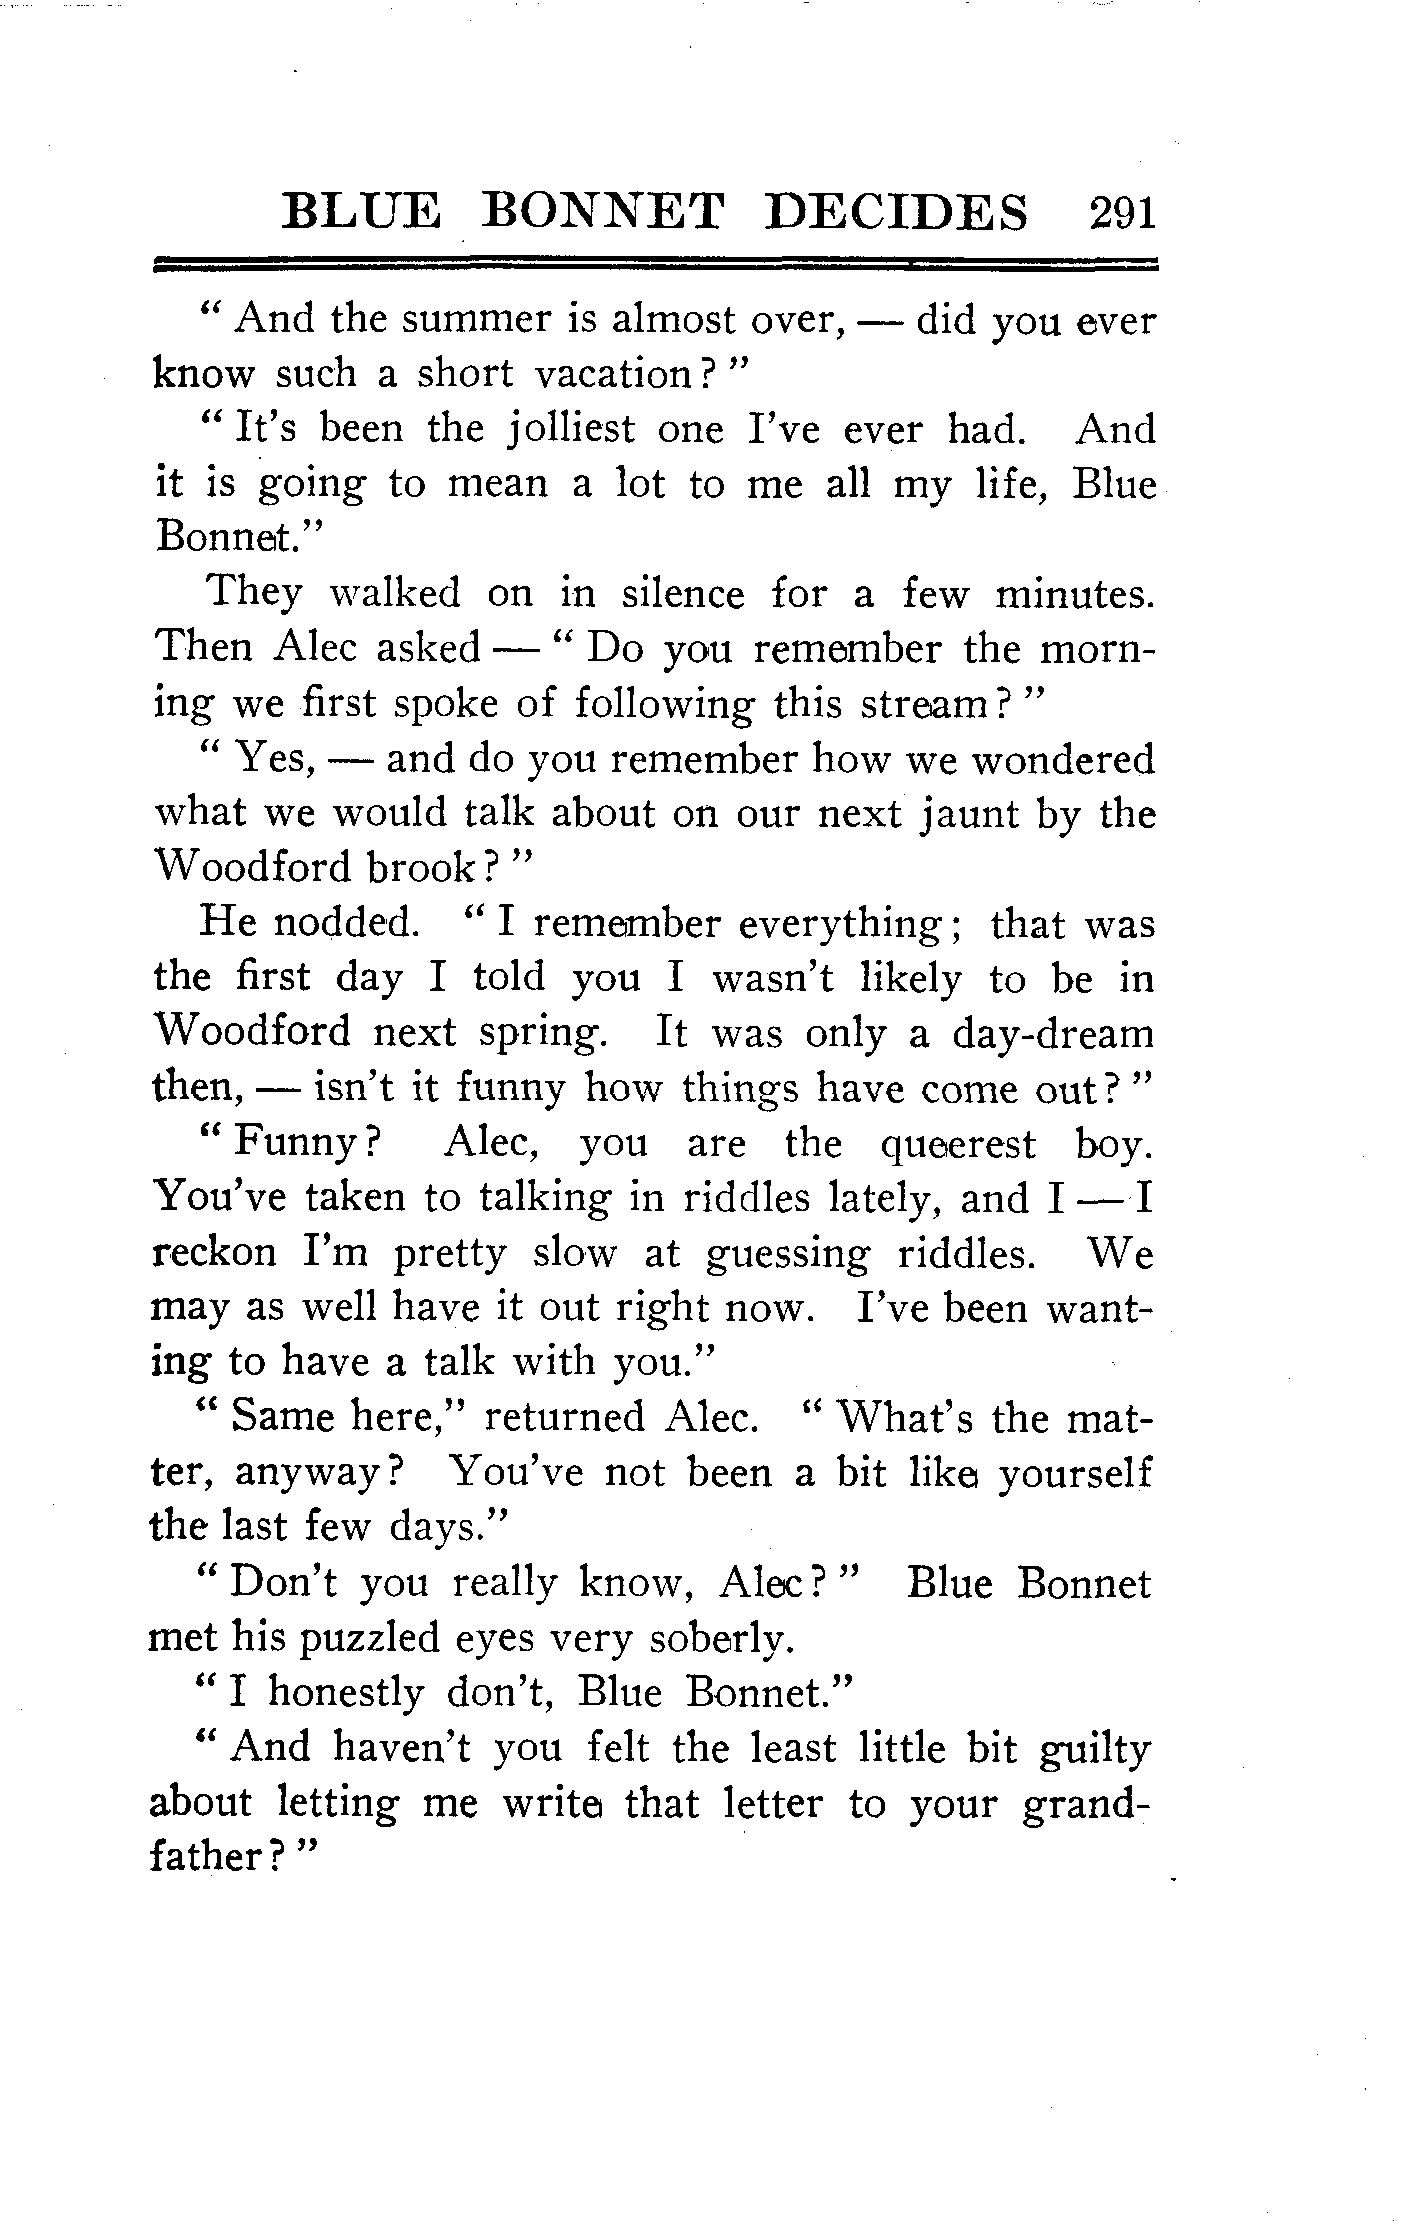 BLUE BONNET DECIDES 291
" And the summer is almost over, — did you ever
know such a short vacation? "
" It's been the jolliest one I've ever had. And
it is going to mean a lot to me all my life, Blue
Bonnet."
They walked on in silence for a few minutes.
Then Alec asked — " Do you remember the morn-
ing we first spoke of following this stream? "
" Yes, — and do you remember how we wondered
what we would talk about on our next jaunt by the
Woodford brook? "
He nodded. " I remember everything; that was
the first day I told you I wasn't likely to be in
Woodford next spring. It was only a day-dream
then, — isn't it funny how things have come out? "
" Funny? Alec, you are the queerest boy.
You've taken to talking in riddles lately, and I — I
reckon I'm pretty slow at guessing riddles. We
may as well have it out right now. I've been want-
ing to have a talk with you."
" Same here," returned Alec. " What's the mat-
ter, anyway? You've not been a bit like yourself
the last few days."
" Don't you really know, Alec? " Blue Bonnet
met his puzzled eyes very soberly.
" I honestly don't, Blue Bonnet."
" And haven't you felt the least little bit guilty
about letting me write that letter to your grand-
father? "